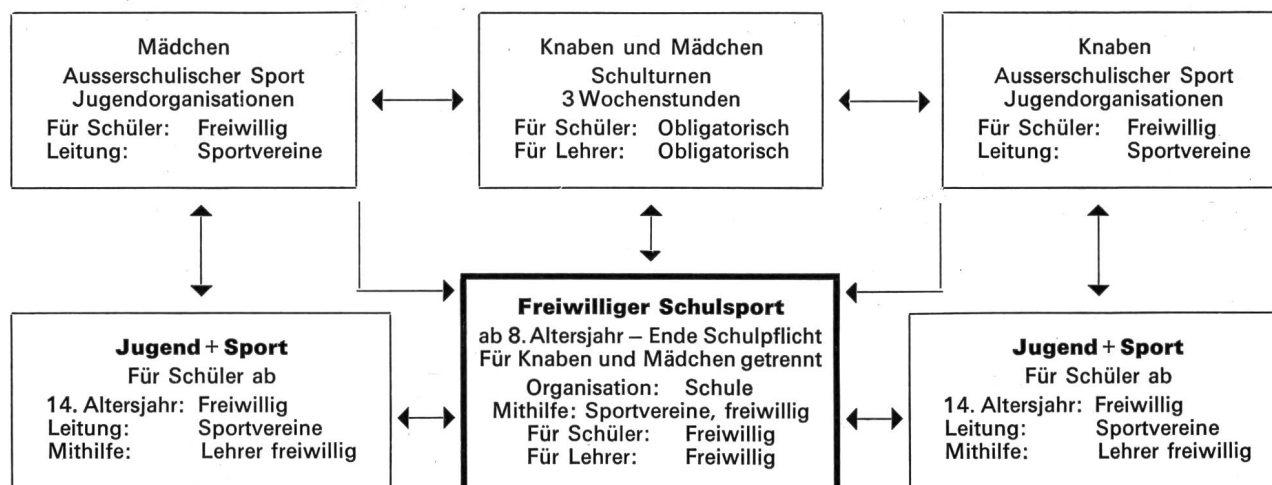 Mädchen
Ausserschulischer Sport
Jugendorganisationen
Für Schüler: Freiwillig
Leitung: Sportvereine
Knaben und Mädchen
Schulturnen
3 Wochenstunden
Für Schüler: Obligatorisch
Für Lehrer: Obligatorisch
Knaben
Ausserschulischer Sport
Jugendorganisationen
Für Schüler: Freiwillig
Leitung: Sportvereine
Jugend + Sport
Für Schüler ab
14. Altersjahr: Freiwillig
Leitung: Sportvereine
Mithilfe: Lehrer freiwillig
Freiwilliger Schulsport
ab 8. Altersjahr – Ende Schulpflicht
Für Knaben und Mädchen getrennt
Organisation: Schule
Mithilfe: Sportvereine, freiwillig
Für Schüler: Freiwillig
Für Lehrer: Freiwillig
Jugend + Sport
Für Schüler ab
14. Altersjahr: Freiwillig
Leitung: Sportvereine
Mithilfe: Lehrer freiwillig